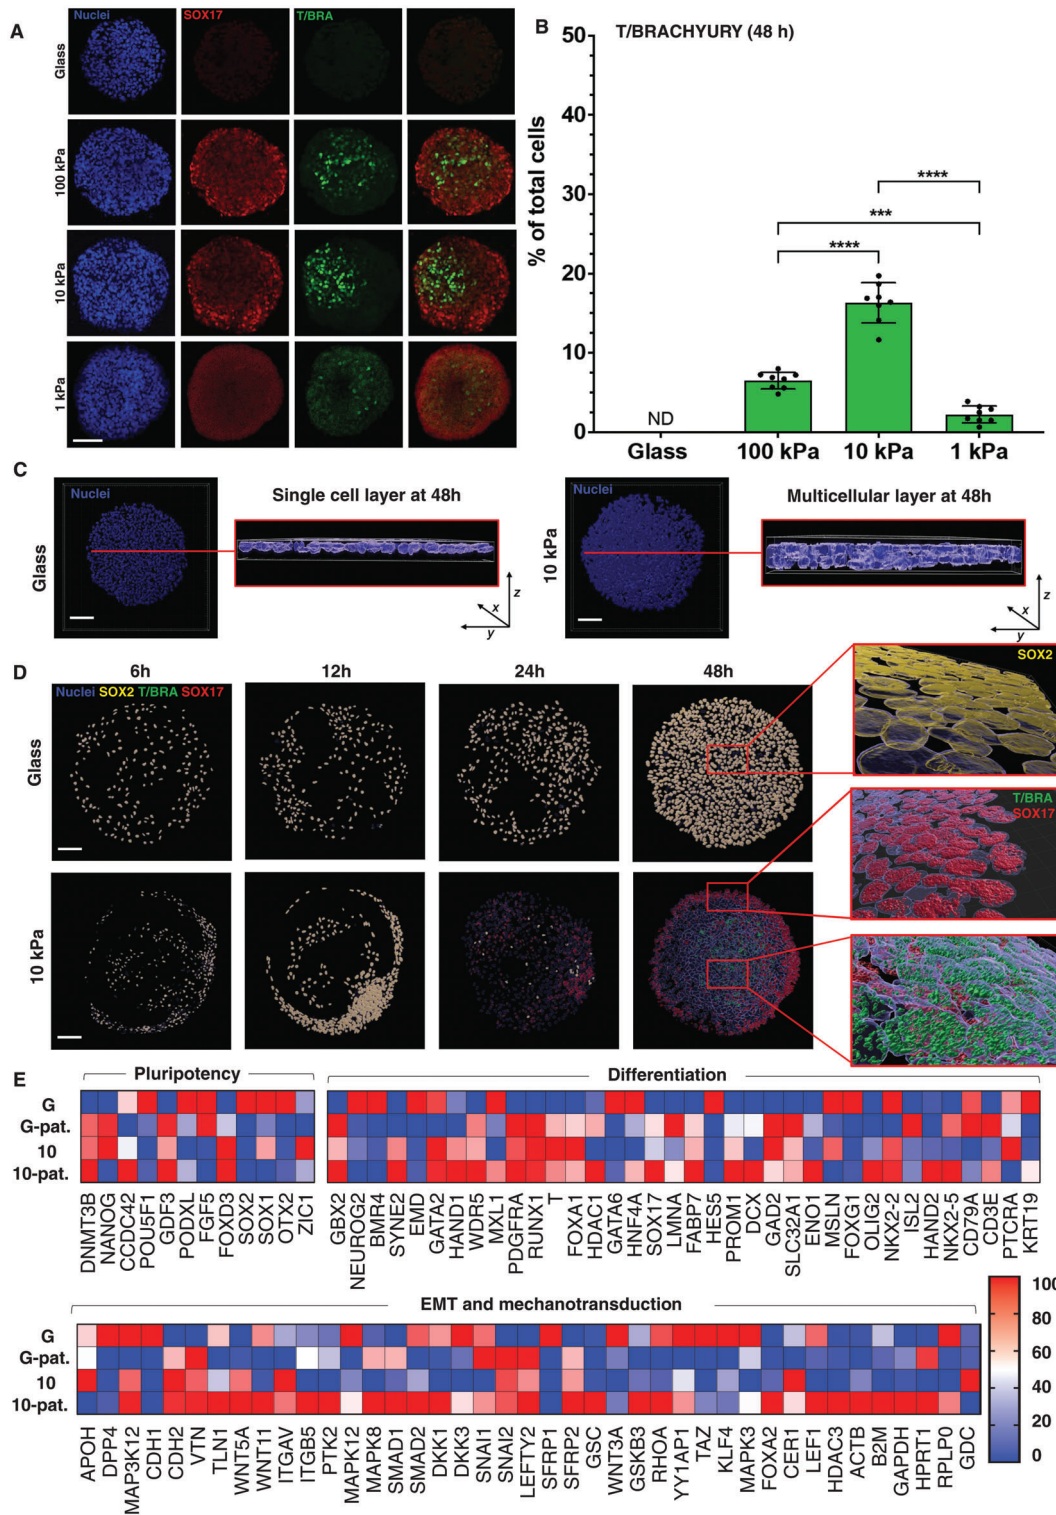 A
Nuclei
SOX17
T/BRA
Glass
100 kPa
10 kPa
1 kPa
B
T/BRACHYURY (48 h)
% of total cells
50
40
30
20
10
0
****
***
****
ND
Glass
100 kPa
10 kPa
1 kPa
C
Glass
Nuclei
Single cell layer at 48h
z
x
y
10 kPa
Nuclei
Multicellular layer at 48h
z
x
y
D
6h
12h
24h
48h
Nuclei SOX2 T/BRA SOX17
Glass
10 kPa
SOX2
T/BRA
SOX17
E
Pluripotency
Differentiation
G
G-pat.
10
10-pat.
DNMT3B
NANOG
CCDC42
POU5F1
GDF3
PODXL
FGF5
FOXD3
SOX2
SOX1
OTX2
ZIC1
GBX2
NEUROG2
BMR4
SYNE2
EMD
GATA2
HAND1
WDR5
MXL1
PDGFRA
RUNX1
T
FOXA1
HDAC1
GATA6
HNF4A
SOX17
LMNA
FABP7
HES5
PROM1
DCX
GAD2
SLC32A1
ENO1
MSLN
FOXG1
OLIG2
NKX2-2
ISL2
HAND2
NKX2-5
CD79A
CD3E
PTCRA
KRT19
EMT and mechanotransduction
G
G-pat.
10
10-pat.
APOH
DPP4
MAP3K12
CDH1
CDH2
VTN
TLN1
WNT5A
WNT11
ITGAV
ITGB5
PTK2
MAPK12
MAPK8
SMAD1
SMAD2
DKK1
DKK3
SNAI1
SNAI2
LEFTY2
SFRP1
SFRP2
GSC
WNT3A
GSKB3
RHOA
YY1AP1
TAZ
KLF4
MAPK3
FOXA2
CER1
LEF1
HDAC3
ACTB
B2M
GAPDH
HPRT1
RPLP0
GDC
100
80
60
40
20
0